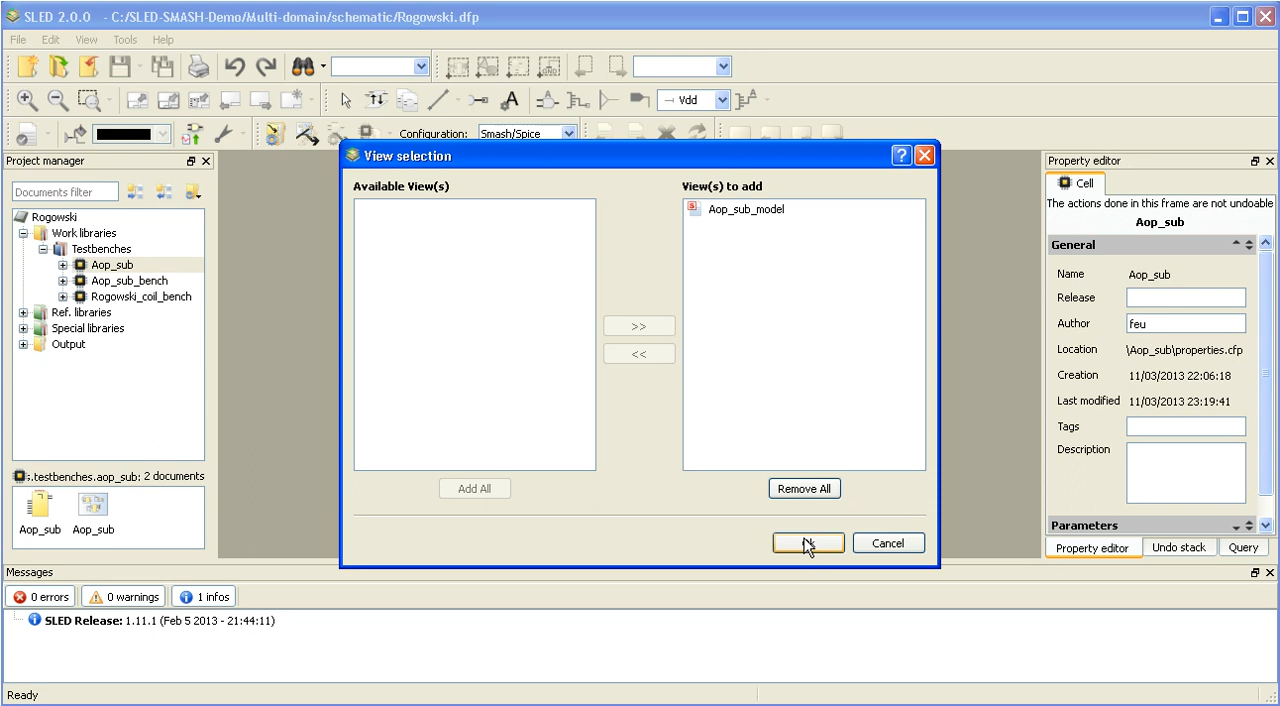 SLED 2.0.0 - C:/SLED-SMASH-Demo/Multi-domain/schematic/Rogowski.dfp
File Edit View Tools Help
Vdd
Configuration: Smash/Spice
Project manager
Documents filter
Rogowski
Work libraries
Testbenches
Aop_sub
Aop_sub_bench
Rogowski_coil_bench
Ref. libraries
Special libraries
Output
s.testbenches.aop_sub: 2 documents
Aop_sub Aop_sub
View selection
Available View(s)
View(s) to add
Aop_sub_model
>>
<<
Add All
Remove All
Cancel
Property editor
Cell
The actions done in this frame are not undoable
Aop_sub
General
Name Aop_sub
Release
Author feu
Location \Aop_sub\properties.cfp
Creation 11/03/2013 22:06:18
Last modified 11/03/2013 23:19:41
Tags
Description
Parameters
Property editor Undo stack Query
Messages
0 errors 0 warnings 1 infos
SLED Release: 1.11.1 (Feb 5 2013 - 21:44:11)
Ready